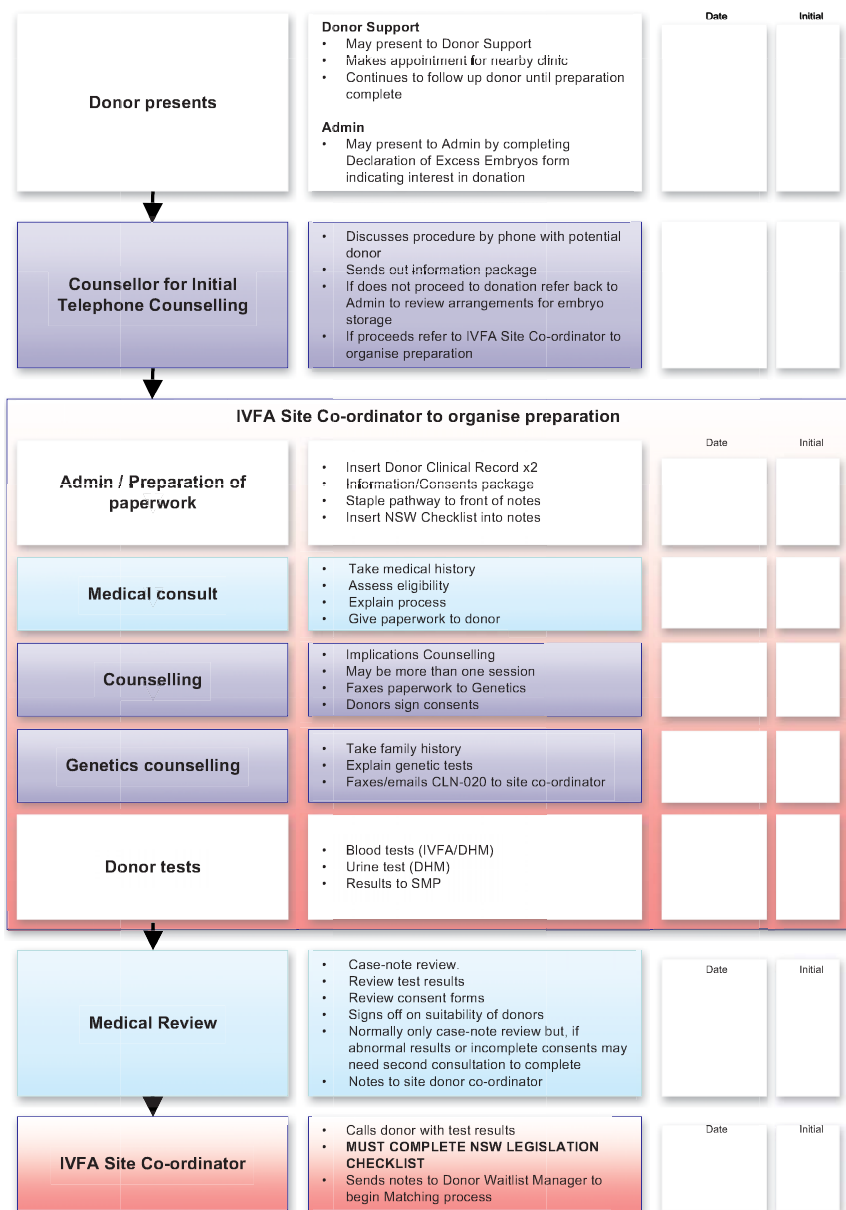 Date
Initial
Donor presents
Donor Support
• May present to Donor Support
• Makes appointment for nearby clinic
• Continues to follow up donor until preparation
complete
Admin
• May present to Admin by completing
Declaration of Excess Embryos form
indicating interest in donation
Counsellor for Initial
Telephone Counselling
• Discusses procedure by phone with potential
donor
• Sends out information package
• If does not proceed to donation refer back to
Admin to review arrangements for embryo
storage
• If proceeds refer to IVFA Site Co-ordinator to
organise preparation
IVFA Site Co-ordinator to organise preparation
Date
Initial
Admin / Preparation of
paperwork
• Insert Donor Clinical Record x2
• Information/Consents package
• Staple pathway to front of notes
• Insert NSW Checklist into notes
Medical consult
• Take medical history
• Assess eligibility
• Explain process
• Give paperwork to donor
Counselling
• Implications Counselling
• May be more than one session
• Faxes paperwork to Genetics
• Donors sign consents
Genetics counselling
• Take family history
• Explain genetic tests
• Faxes/emails CLN-020 to site co-ordinator
Donor tests
• Blood tests (IVFA/DHM)
• Urine test (DHM)
• Results to SMP
Medical Review
• Case-note review.
• Review test results
• Review consent forms
• Signs off on suitability of donors
• Normally only case-note review but, if
abnormal results or incomplete consents may
need second consultation to complete
• Notes to site donor co-ordinator
Date
Initial
IVFA Site Co-ordinator
• Calls donor with test results
• MUST COMPLETE NSW LEGISLATION
CHECKLIST
• Sends notes to Donor Waitlist Manager to
begin Matching process
Date
Initial